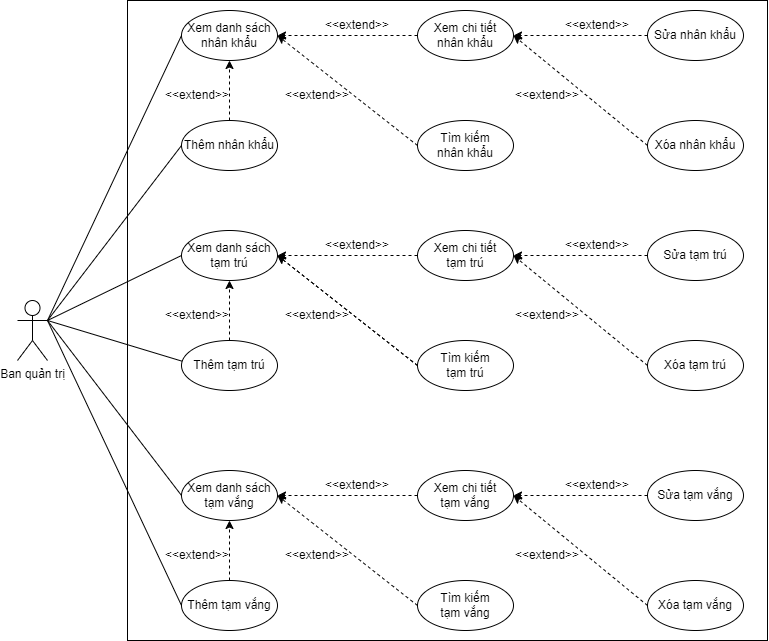 Xem danh sách
nhân khẩu
<<extend>>
Xem chi tiết
nhân khẩu
<<extend>>
Sửa nhân khẩu
<<extend>>
<<extend>>
<<extend>>
Thêm nhân khẩu
Tìm kiếm
nhân khẩu
Xóa nhân khẩu
Xem danh sách
tạm trú
<<extend>>
Xem chi tiết
tạm trú
<<extend>>
Sửa tạm trú
<<extend>>
<<extend>>
<<extend>>
Ban quản trị
Thêm tạm trú
Tìm kiếm
tạm trú
Xóa tạm trú
Xem danh sách
tạm vắng
<<extend>>
Xem chi tiết
tạm vắng
<<extend>>
Sửa tạm vắng
<<extend>>
<<extend>>
<<extend>>
Thêm tạm vắng
Tìm kiếm
tạm vắng
Xóa tạm vắng